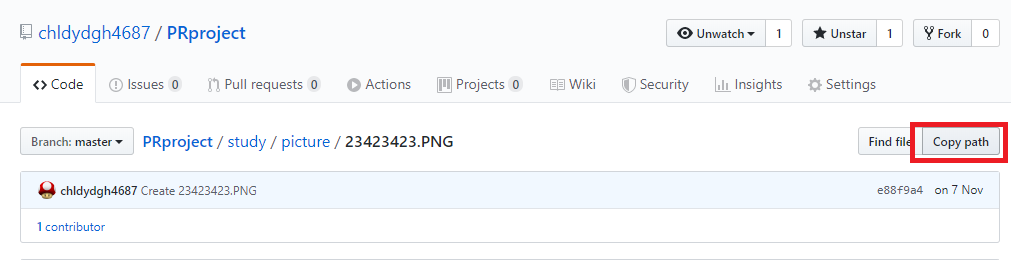 chldydgh4687 / PRproject Unwatch 1 Unstar 1 Fork 0
<> Code Issues 0 Pull requests 0 Actions Projects 0 Wiki Security Insights Settings
Branch: master PRproject / study / picture / 23423423.PNG Find file Copy path
chldydgh4687 Create 23423423.PNG e88f9a4 on 7 Nov
1 contributor